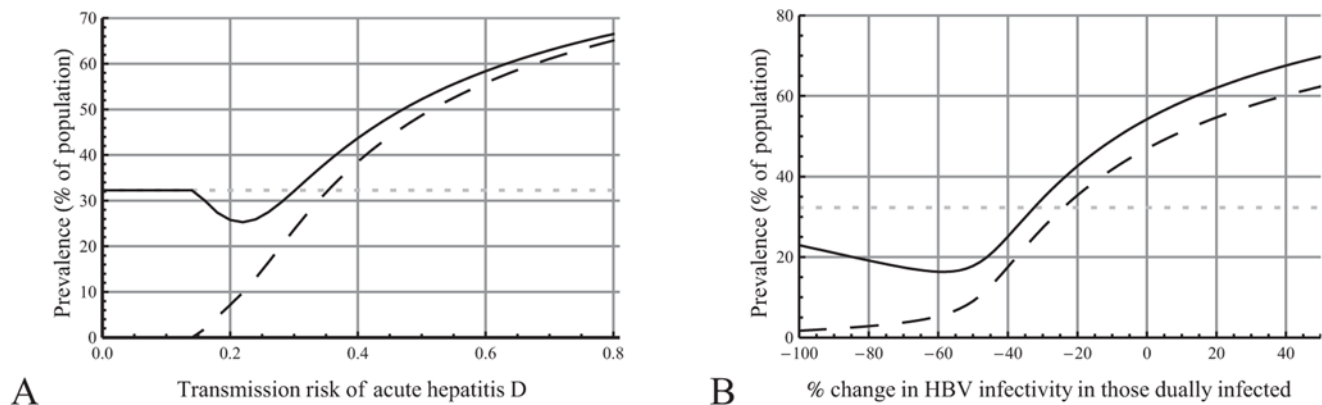 70
60
50
40
30
20
10
0
Prevalence (% of population)
0.0 0.2 0.4 0.6 0.8
A Transmission risk of acute hepatitis D
80
60
40
20
0
Prevalence (% of population)
−100 −80 −60 −40 −20 0 20 40
B % change in HBV infectivity in those dually infected